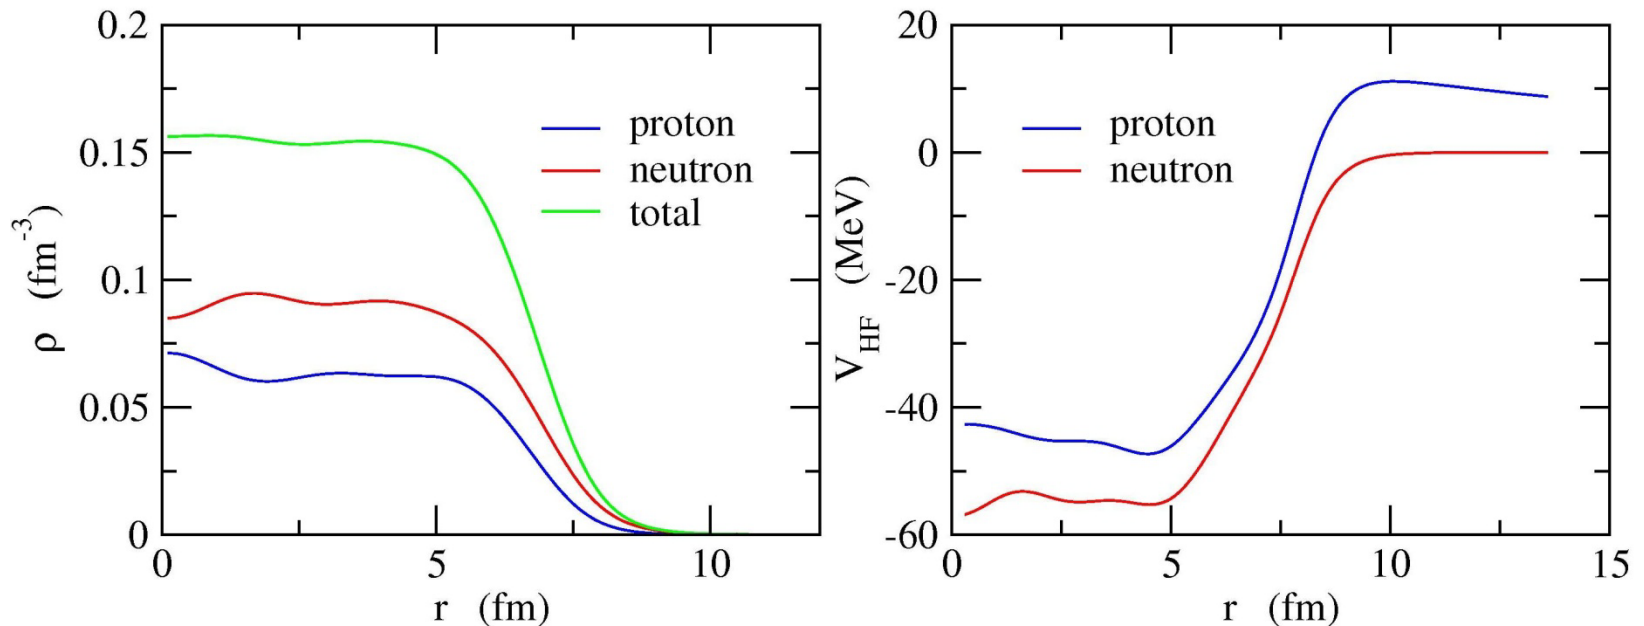 0.2
0.15
0.1
0.05
0
ρ (fm⁻³)
proton
neutron
total
0 5 10
r (fm)
20
0
-20
-40
-60
V_HF (MeV)
proton
neutron
0 5 10 15
r (fm)